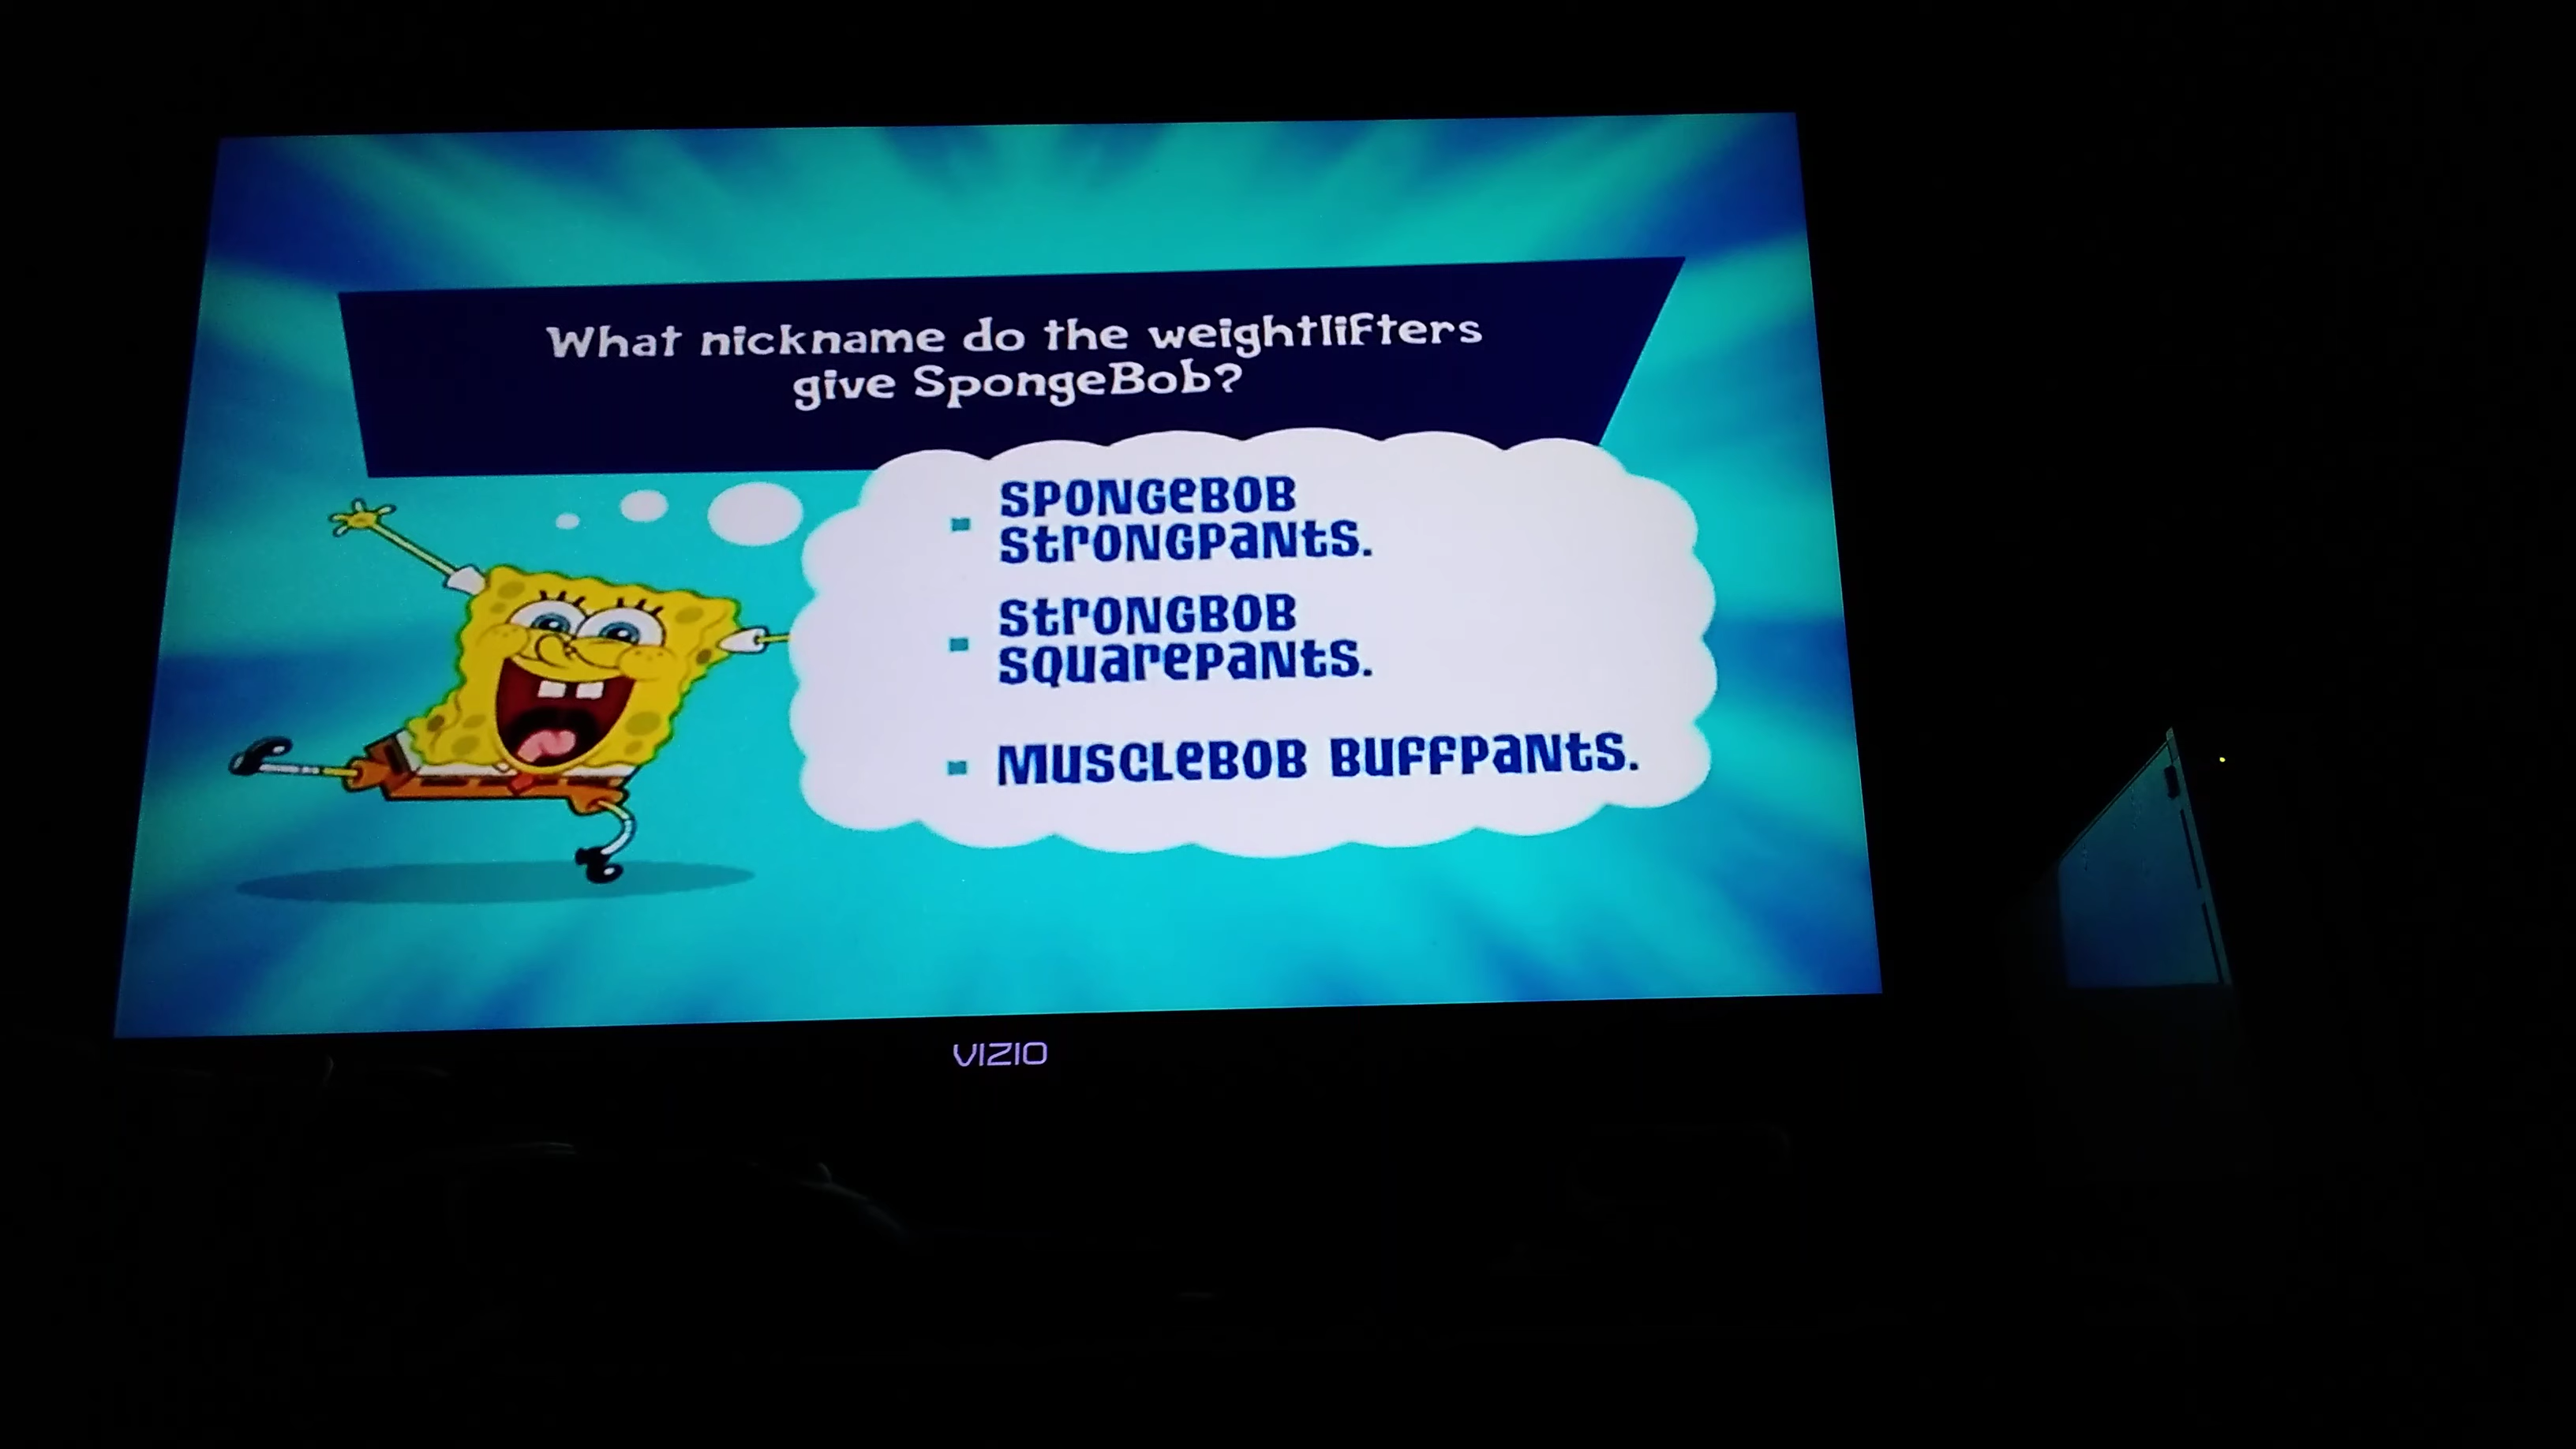 What nickname do the weightlifters
give SpongeBob?
SPONGEBOB
STRONGPANTS.
STRONGBOB
SQUAREPANTS.
MUSCLEBOB BUFFPANTS.
VIZIO